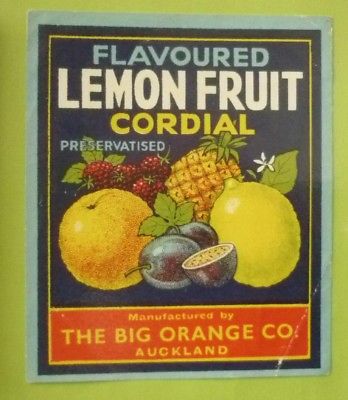 FLAVOURED
LEMON FRUIT
CORDIAL
PRESERVATISED
Manufactured by
THE BIG ORANGE CO.
AUCKLAND